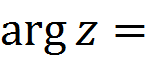 arg z =